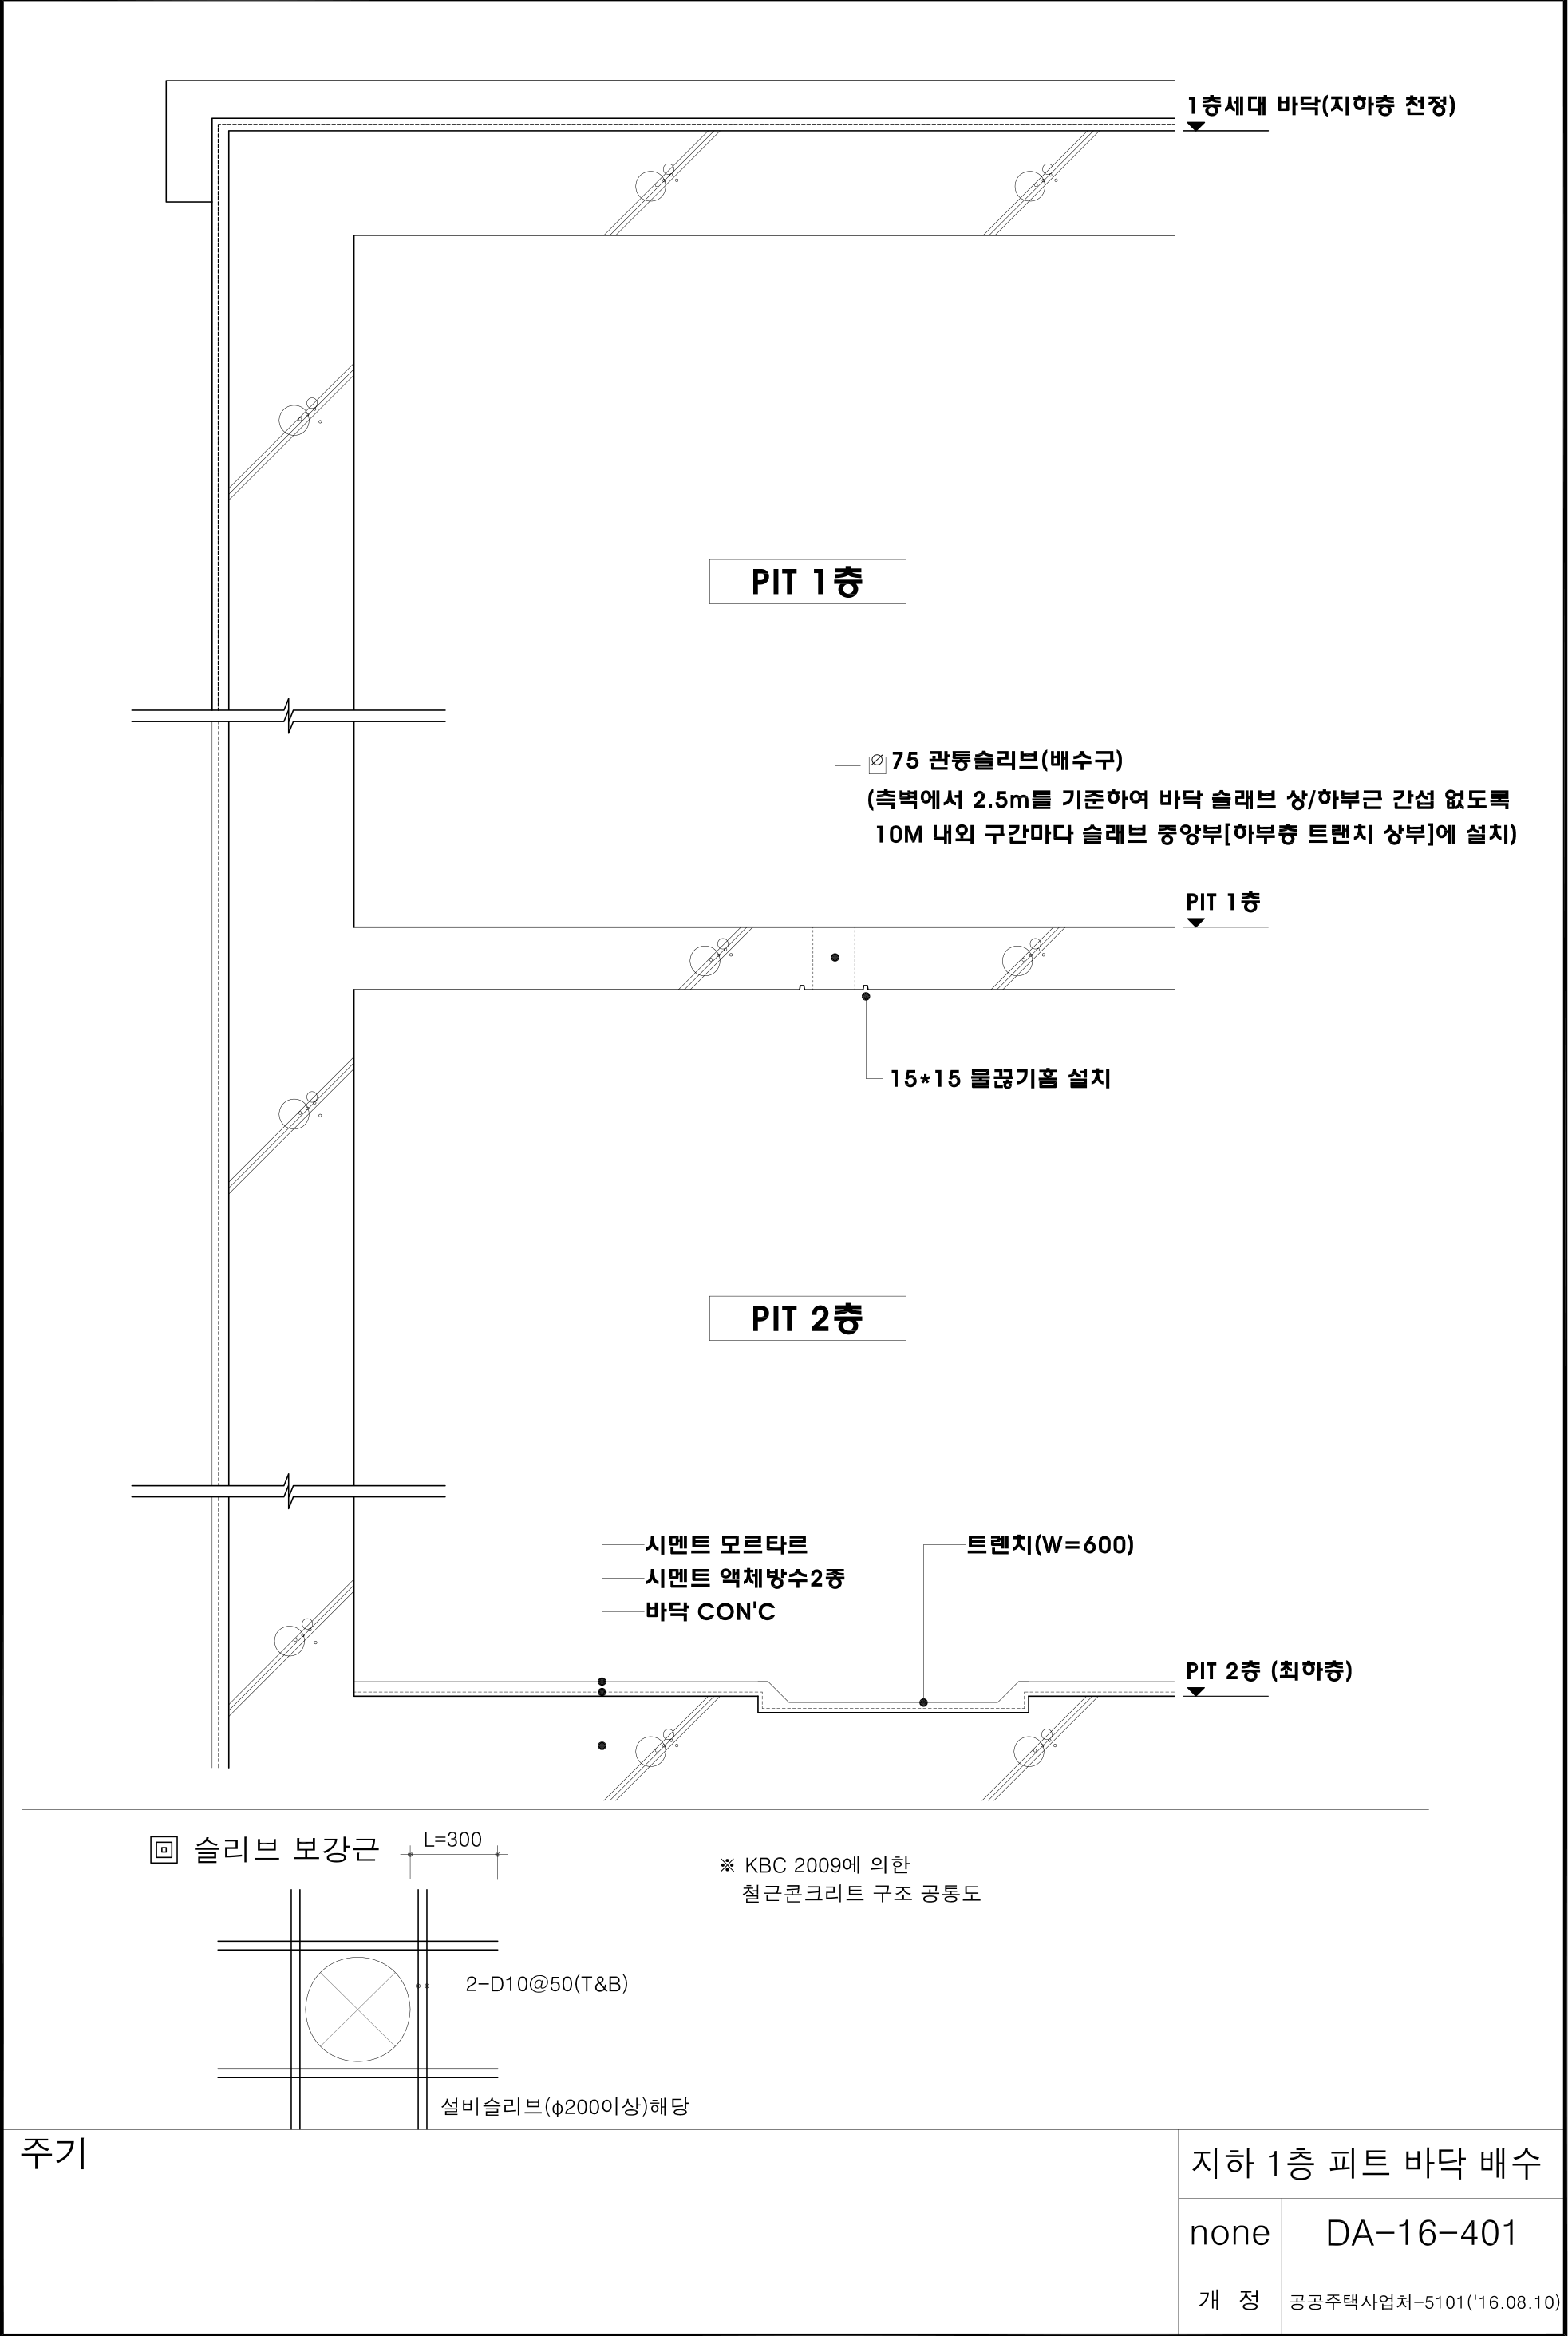 1층세대 바닥(지하층 천정)
PIT 1층
⌀75 관통슬리브(배수구)
(측벽에서 2.5m를 기준하여 바닥 슬래브 상/하부근 간섭 없도록
10M 내외 구간마다 슬래브 중앙부[하부층 트랜치 상부]에 설치)
PIT 1층
15*15 물끊기홈 설치
PIT 2층
시멘트 모르타르
트렌치(W=600)
시멘트 액체방수2종
바닥 CON'C
PIT 2층 (최하층)
슬리브 보강근
L=300
※ KBC 2009에 의한
철근콘크리트 구조 공통도
2-D10@50(T&B)
설비슬리브(ϕ200이상)해당
주기
지하 1층 피트 바닥 배수
none
DA-16-401
개 정
공공주택사업처-5101('16.08.10)